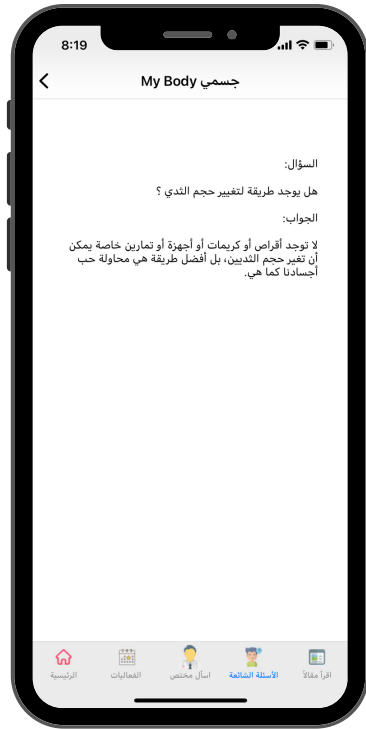 8:19
جسمي My Body
السؤال:
هل يوجد طريقة لتغيير حجم الثدي ؟
الجواب:
لا توجد أقراص أو كريمات أو أجهزة أو تمارين خاصة يمكن
أن تغير حجم الثديين، بل أفضل طريقة هي محاولة حب
أجسادنا كما هي.
اقرأ مقالاً
الأسئلة الشائعة
اسأل مختص
الفعاليات
الرئيسية